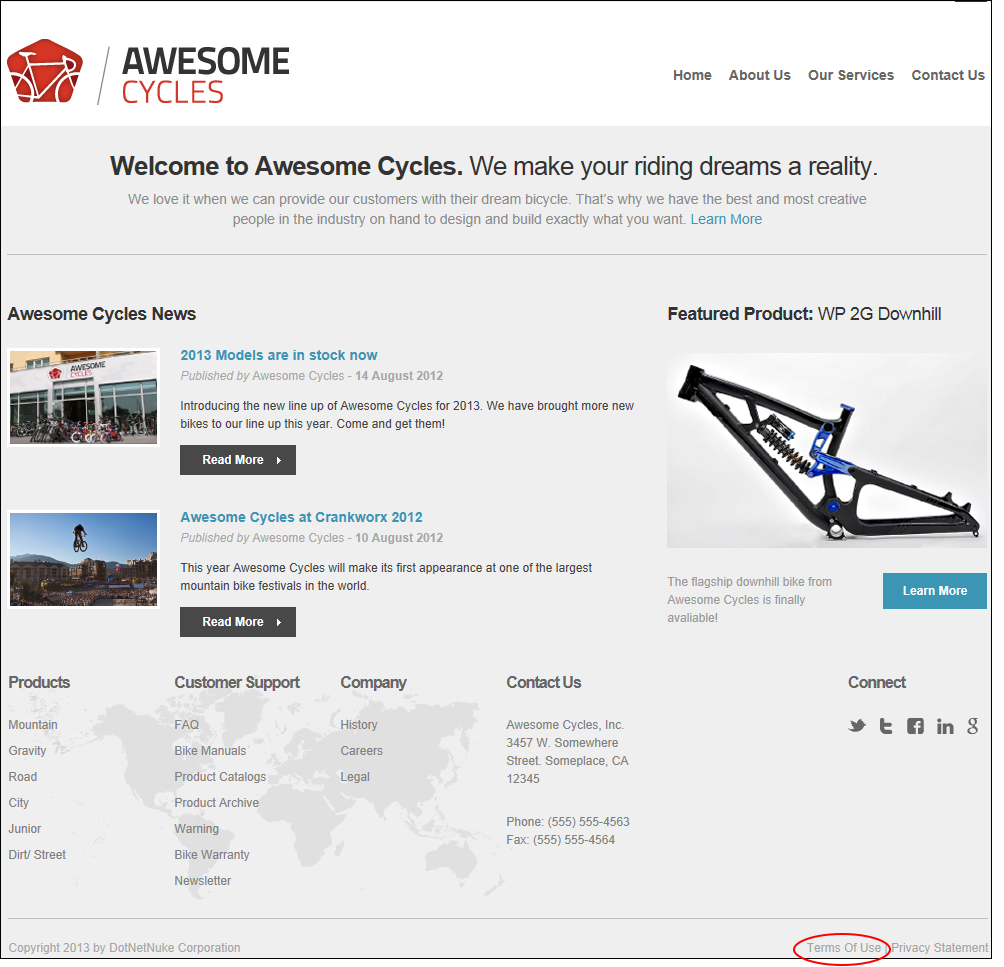 AWESOME
CYCLES
Home About Us Our Services Contact Us
Welcome to Awesome Cycles. We make your riding dreams a reality.
We love it when we can provide our customers with their dream bicycle. That's why we have the best and most creative
people in the industry on hand to design and build exactly what you want. Learn More
Awesome Cycles News
AWESOME
CYCLES
2013 Models are in stock now
Published by Awesome Cycles - 14 August 2012
Introducing the new line up of Awesome Cycles for 2013. We have brought more new
bikes to our line up this year. Come and get them!
Read More
Awesome Cycles at Crankworx 2012
Published by Awesome Cycles - 10 August 2012
This year Awesome Cycles will make its first appearance at one of the largest
mountain bike festivals in the world.
Read More
Featured Product: WP 2G Downhill
The flagship downhill bike from
Awesome Cycles is finally
avaliable!
Learn More
Products
Mountain
Gravity
Road
City
Junior
Dirt/ Street
Customer Support
FAQ
Bike Manuals
Product Catalogs
Product Archive
Warning
Bike Warranty
Newsletter
Company
History
Careers
Legal
Contact Us
Awesome Cycles, Inc.
3457 W. Somewhere
Street. Someplace, CA
12345
Phone: (555) 555-4563
Fax: (555) 555-4564
Connect
Copyright 2013 by DotNetNuke Corporation
Terms Of Use | Privacy Statement